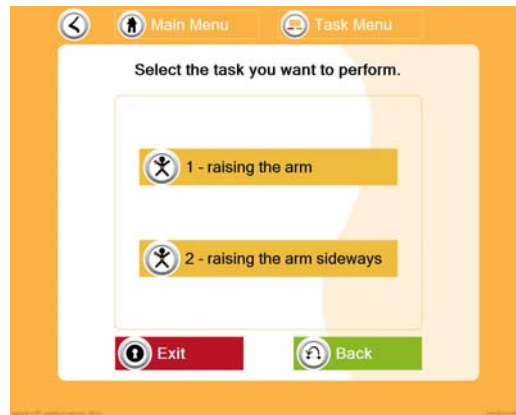 Main Menu
Task Menu
Select the task you want to perform.
1 - raising the arm
2 - raising the arm sideways
Exit
Back